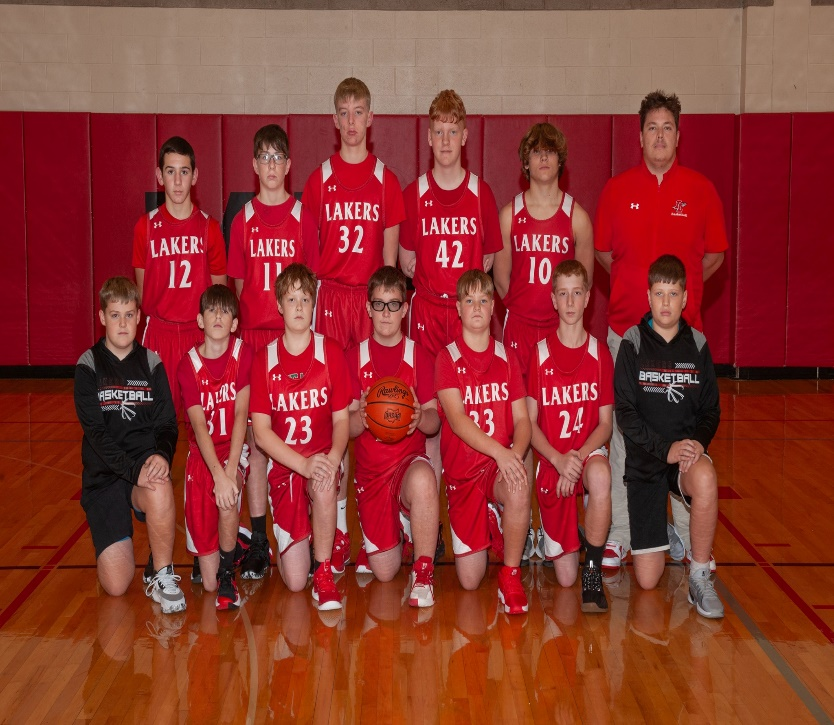 LAKERS
12
LAKERS
11
LAKERS
32
LAKERS
42
LAKERS
10
BASKETBALL
LAKERS
31
LAKERS
23
Rawlings
LAKERS
33
LAKERS
24
BASKETBALL